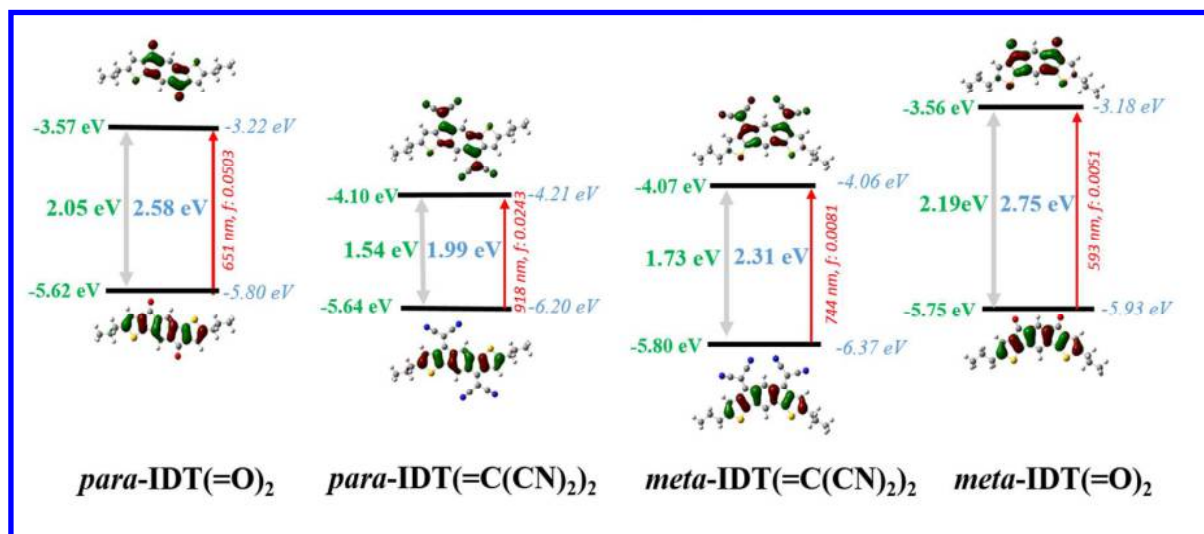 -3.57 eV
-3.22 eV
2.05 eV
2.58 eV
651 nm, f: 0.0503
-5.62 eV
-5.80 eV
para-IDT(=O)₂
-4.10 eV
-4.21 eV
1.54 eV
1.99 eV
918 nm, f: 0.0243
-5.64 eV
-6.20 eV
para-IDT(=C(CN)₂)₂
-4.07 eV
-4.06 eV
1.73 eV
2.31 eV
744 nm, f: 0.0081
-5.80 eV
-6.37 eV
meta-IDT(=C(CN)₂)₂
-3.56 eV
-3.18 eV
2.19eV
2.75 eV
593 nm, f: 0.0051
-5.75 eV
-5.93 eV
meta-IDT(=O)₂